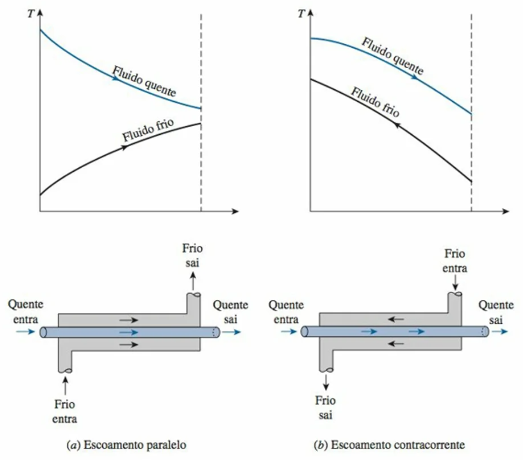 T
Fluido quente
Fluido frio
T
Fluido quente
Fluido frio
Frio
sai
Quente
entra
Quente
sai
Frio
entra
(a) Escoamento paralelo
Frio
entra
Quente
entra
Quente
sai
Frio
sai
(b) Escoamento contracorrente